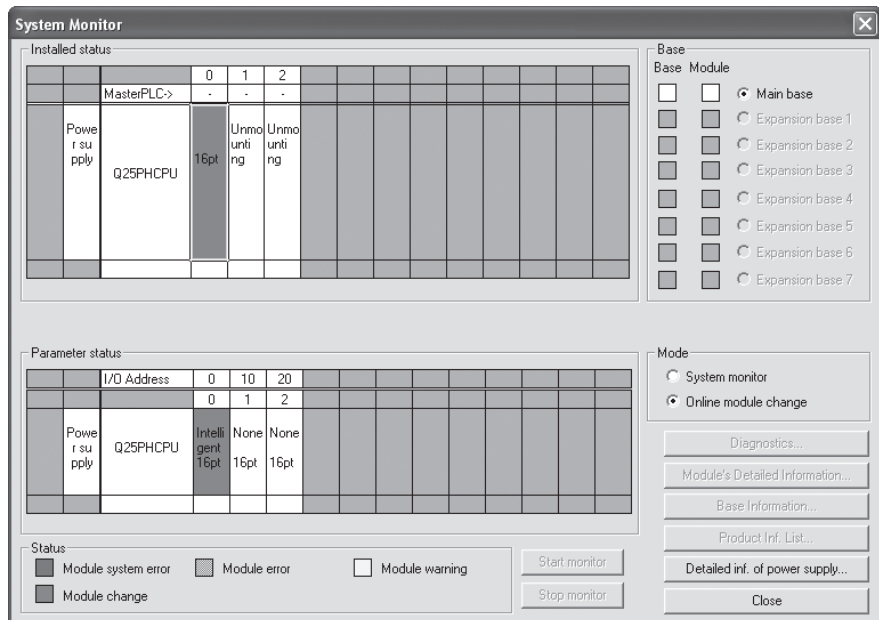 System Monitor
Installed status
0 1 2
MasterPLC-> - - -
Powe
r su
pply
Q25PHCPU
16pt
Unmo
unti
ng
Unmo
unti
ng
Base
Base Module
Main base
Expansion base 1
Expansion base 2
Expansion base 3
Expansion base 4
Expansion base 5
Expansion base 6
Expansion base 7
Parameter status
I/O Address 0 10 20
0 1 2
Powe
r su
pply
Q25PHCPU
Intelli
gent
16pt
None
16pt
None
16pt
Mode
System monitor
Online module change
Diagnostics...
Module's Detailed Information...
Base Information...
Product Inf. List...
Detailed inf. of power supply...
Close
Status
Module system error
Module error
Module warning
Module change
Start monitor
Stop monitor